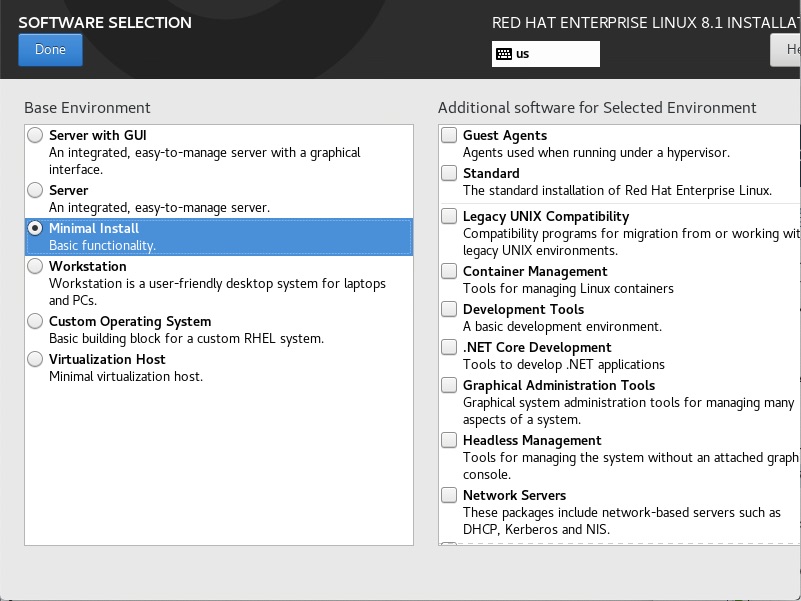 SOFTWARE SELECTION
RED HAT ENTERPRISE LINUX 8.1 INSTALLA
Done
us
He
Base Environment
Server with GUI
An integrated, easy-to-manage server with a graphical
interface.
Server
An integrated, easy-to-manage server.
Minimal Install
Basic functionality.
Workstation
Workstation is a user-friendly desktop system for laptops
and PCs.
Custom Operating System
Basic building block for a custom RHEL system.
Virtualization Host
Minimal virtualization host.
Additional software for Selected Environment
Guest Agents
Agents used when running under a hypervisor.
Standard
The standard installation of Red Hat Enterprise Linux.
Legacy UNIX Compatibility
Compatibility programs for migration from or working wit
legacy UNIX environments.
Container Management
Tools for managing Linux containers
Development Tools
A basic development environment.
.NET Core Development
Tools to develop .NET applications
Graphical Administration Tools
Graphical system administration tools for managing many
aspects of a system.
Headless Management
Tools for managing the system without an attached graph
console.
Network Servers
These packages include network-based servers such as
DHCP, Kerberos and NIS.